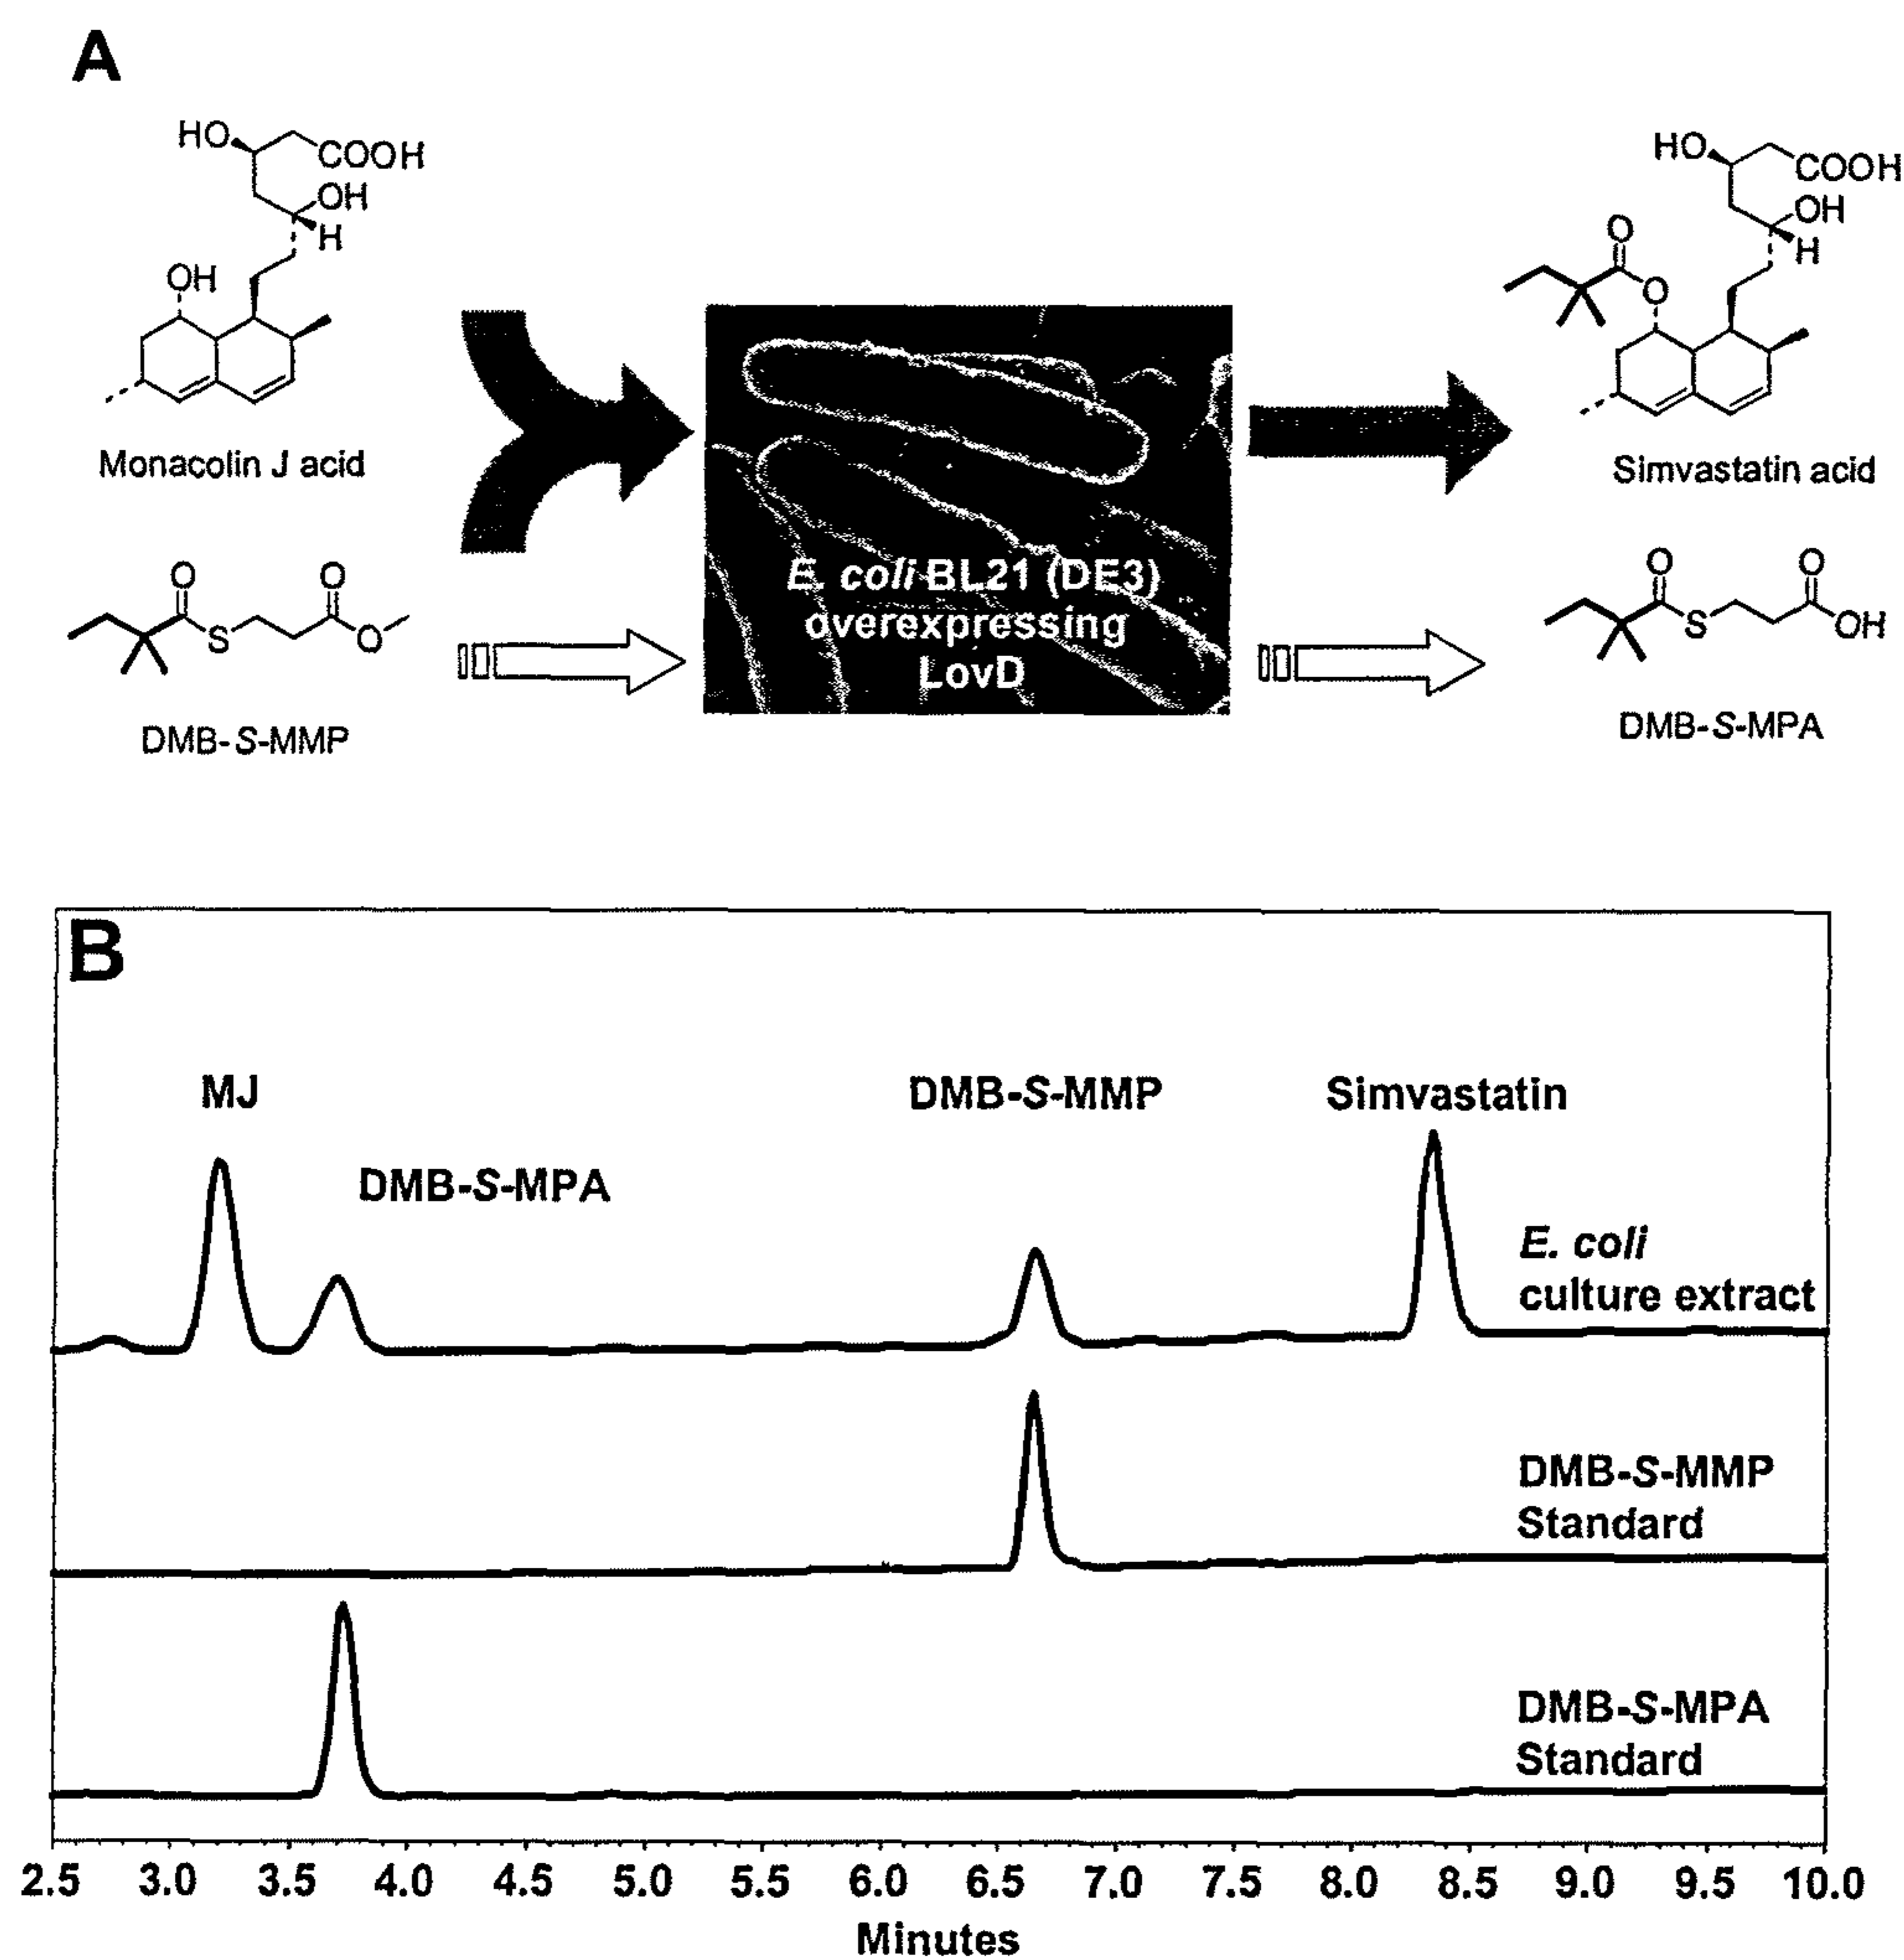 A
HO
COOH
OH
H
OH
Monacolin J acid
O
O
S
O
DMB-S-MMP
E. coli BL21 (DE3)
overexpressing
LovD
HO
COOH
OH
H
O
O
Simvastatin acid
O
O
S
OH
DMB-S-MPA
B
MJ
DMB-S-MMP
Simvastatin
DMB-S-MPA
E. coli
culture extract
DMB-S-MMP
Standard
DMB-S-MPA
Standard
2.5 3.0 3.5 4.0 4.5 5.0 5.5 6.0 6.5 7.0 7.5 8.0 8.5 9.0 9.5 10.0
Minutes